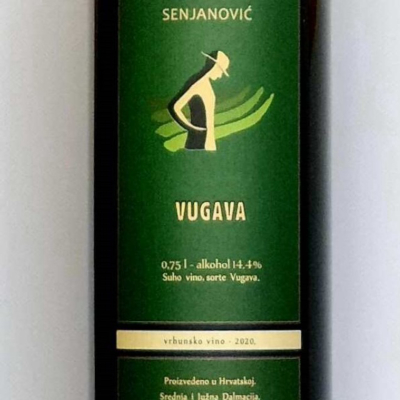 SENJANOVIĆ
VUGAVA
0,75 l - alkohol 14.4%
Suho vino, sorte Vugava.
vrhunsko vino - 2020.
Proizvedeno u Hrvatskoj.
Srednja i Južna Dalmacija.